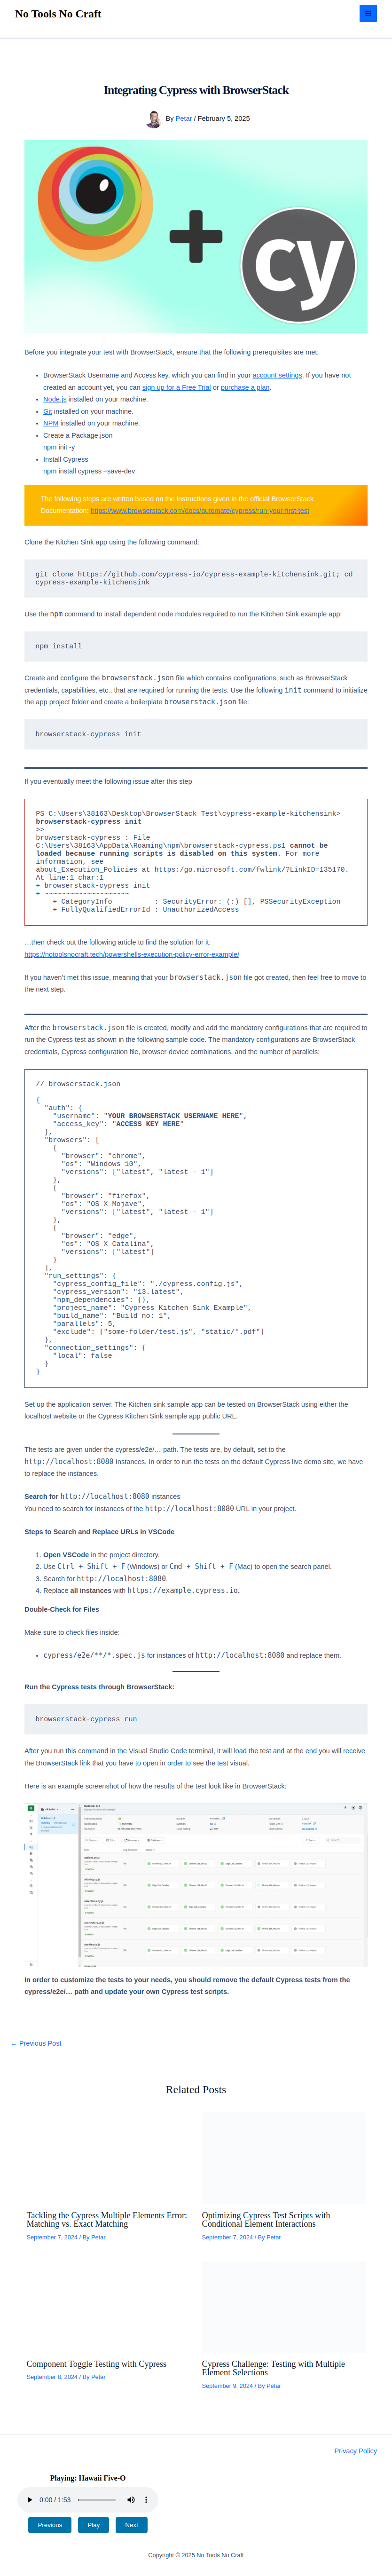 No Tools No Craft
Integrating Cypress with BrowserStack
By Petar / February 5, 2025
cy
Before you integrate your test with BrowserStack, ensure that the following prerequisites are met:
BrowserStack Username and Access key, which you can find in your account settings. If you have not
created an account yet, you can sign up for a Free Trial or purchase a plan.
Node.js installed on your machine.
Git installed on your machine.
NPM installed on your machine.
Create a Package.json
npm init -y
Install Cypress
npm install cypress –save-dev
The following steps are written based on the instructions given in the official BrowserStack
Documentation: https://www.browserstack.com/docs/automate/cypress/run-your-first-test
Clone the Kitchen Sink app using the following command:
git clone https://github.com/cypress-io/cypress-example-kitchensink.git; cd
cypress-example-kitchensink
Use the npm command to install dependent node modules required to run the Kitchen Sink example app:
npm install
Create and configure the browserstack.json file which contains configurations, such as BrowserStack
credentials, capabilities, etc., that are required for running the tests. Use the following init command to initialize
the app project folder and create a boilerplate browserstack.json file:
browserstack-cypress init
If you eventually meet the following issue after this step
PS C:\Users\38163\Desktop\BrowserStack Test\cypress-example-kitchensink>
browserstack-cypress init
>>
browserstack-cypress : File
C:\Users\38163\AppData\Roaming\npm\browserstack-cypress.ps1 cannot be
loaded because running scripts is disabled on this system. For more
information, see
about_Execution_Policies at https:/go.microsoft.com/fwlink/?LinkID=135170.
At line:1 char:1
+ browserstack-cypress init
+ ~~~~~~~~~~~~~~~~~~~~
+ CategoryInfo : SecurityError: (:) [], PSSecurityException
+ FullyQualifiedErrorId : UnauthorizedAccess
…then check out the following article to find the solution for it:
https://notoolsnocraft.tech/powershells-execution-policy-error-example/
If you haven't met this issue, meaning that your browserstack.json file got created, then feel free to move to
the next step.
After the browserstack.json file is created, modify and add the mandatory configurations that are required to
run the Cypress test as shown in the following sample code. The mandatory configurations are BrowserStack
credentials, Cypress configuration file, browser-device combinations, and the number of parallels:
// browserstack.json
{
"auth": {
"username": "YOUR BROWSERSTACK USERNAME HERE",
"access_key": "ACCESS KEY HERE"
},
"browsers": [
{
"browser": "chrome",
"os": "Windows 10",
"versions": ["latest", "latest - 1"]
},
{
"browser": "firefox",
"os": "OS X Mojave",
"versions": ["latest", "latest - 1"]
},
{
"browser": "edge",
"os": "OS X Catalina",
"versions": ["latest"]
}
],
"run_settings": {
"cypress_config_file": "./cypress.config.js",
"cypress_version": "13.latest",
"npm_dependencies": {},
"project_name": "Cypress Kitchen Sink Example",
"build_name": "Build no: 1",
"parallels": 5,
"exclude": ["some-folder/test.js", "static/*.pdf"]
},
"connection_settings": {
"local": false
}
}
Set up the application server. The Kitchen sink sample app can be tested on BrowserStack using either the
localhost website or the Cypress Kitchen Sink sample app public URL.
The tests are given under the cypress/e2e/… path. The tests are, by default, set to the
http://localhost:8080 Instances. In order to run the tests on the default Cypress live demo site, we have
to replace the instances.
Search for http://localhost:8080 instances
You need to search for instances of the http://localhost:8080 URL in your project.
Steps to Search and Replace URLs in VSCode
1. Open VSCode in the project directory.
2. Use Ctrl + Shift + F (Windows) or Cmd + Shift + F (Mac) to open the search panel.
3. Search for http://localhost:8080.
4. Replace all instances with https://example.cypress.io.
Double-Check for Files
Make sure to check files inside:
cypress/e2e/**/*.spec.js for instances of http://localhost:8080 and replace them.
Run the Cypress tests through BrowserStack:
browserstack-cypress run
After you run this command in the Visual Studio Code terminal, it will load the test and at the end you will receive
the BrowserStack link that you have to open in order to see the test visual.
Here is an example screenshot of how the results of the test look like in BrowserStack:
In order to customize the tests to your needs, you should remove the default Cypress tests from the
cypress/e2e/… path and update your own Cypress test scripts.
← Previous Post
Related Posts
Tackling the Cypress Multiple Elements Error:
Matching vs. Exact Matching
September 7, 2024 / By Petar
Optimizing Cypress Test Scripts with
Conditional Element Interactions
September 7, 2024 / By Petar
Component Toggle Testing with Cypress
September 8, 2024 / By Petar
Cypress Challenge: Testing with Multiple
Element Selections
September 9, 2024 / By Petar
Privacy Policy
Playing: Hawaii Five-O
0:00 / 1:53
Previous
Play
Next
Copyright © 2025 No Tools No Craft